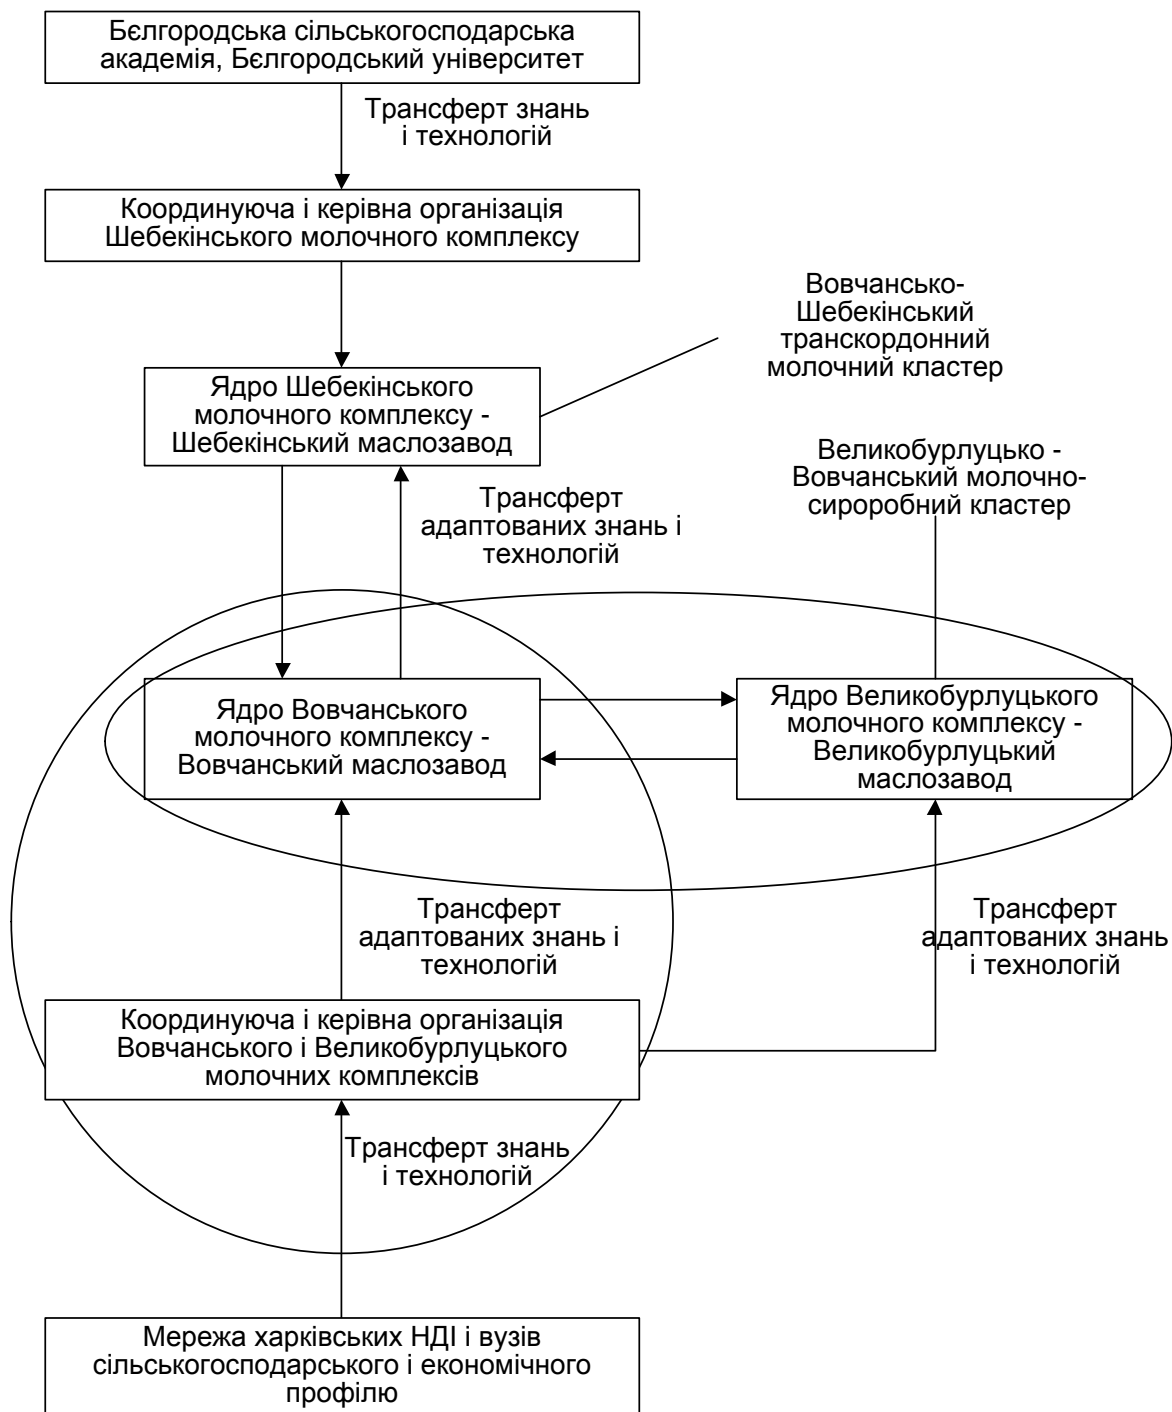 Бєлгородська сільськогосподарська
академія, Бєлгородський університет
Трансферт знань
і технологій
Координуюча і керівна організація
Шебекінського молочного комплексу
Вовчансько-
Шебекінський
транскордонний
молочний кластер
Ядро Шебекінського
молочного комплексу -
Шебекінський маслозавод
Великобурлуцько -
Вовчанський молочно-
сироробний кластер
Трансферт
адаптованих знань і
технологій
Ядро Вовчанського
молочного комплексу -
Вовчанський маслозавод
Ядро Великобурлуцького
молочного комплексу -
Великобурлуцький
маслозавод
Трансферт
адаптованих знань і
технологій
Трансферт
адаптованих знань
і технологій
Координуюча і керівна організація
Вовчанського і Великобурлуцького
молочних комплексів
Трансферт знань
і технологій
Мережа харківських НДІ і вузів
сільськогосподарського і економічного
профілю